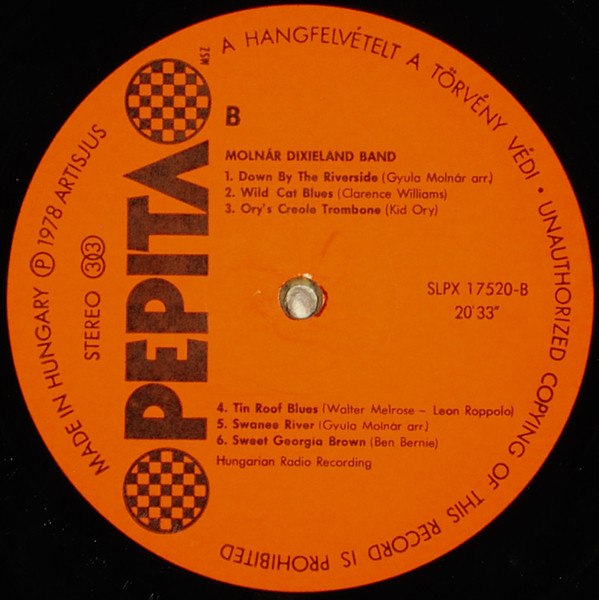 A HANGFELVÉTELT A TÖRVÉNY VÉDI • UNAUTHORIZED COPYING OF THIS RECORD IS PROHIBITED
MADE IN HUNGARY Ⓟ 1978 ARTISJUS
STEREO 33
PEPITA
MSZ
B
MOLNÁR DIXIELAND BAND
1. Down By The Riverside (Gyula Molnár arr.)
2. Wild Cat Blues (Clarence Williams)
3. Ory's Creole Trombone (Kid Ory)
SLPX 17520-B
20'33"
4. Tin Roof Blues (Walter Melrose – Leon Roppolo)
5. Swanee River (Gyula Molnár arr.)
6. Sweet Georgia Brown (Ben Bernie)
Hungarian Radio Recording